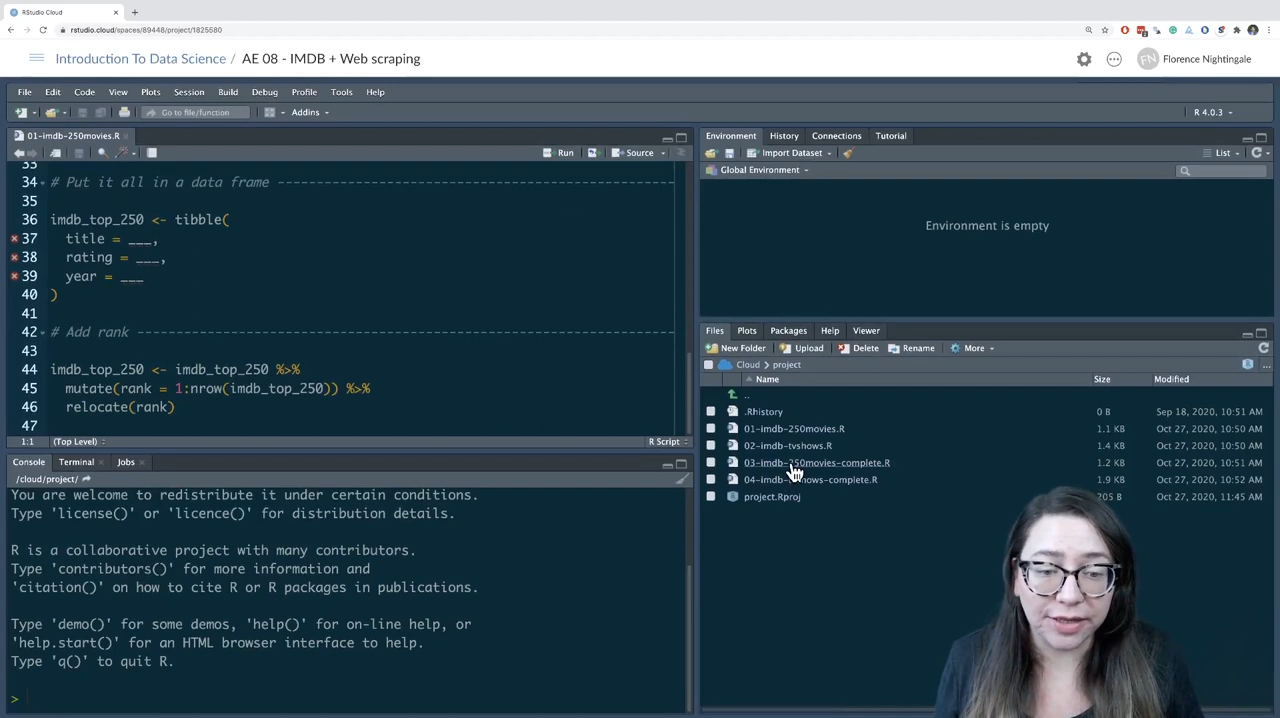 RStudio Cloud
rstudio.cloud/spaces/89448/project/1825580
Introduction To Data Science / AE 08 - IMDB + Web scraping
FN Florence Nightingale
File Edit Code View Plots Session Build Debug Profile Tools Help
Go to file/function Addins R 4.0.3
01-imdb-250movies.R
Run Source
33
34 # Put it all in a data frame ------------------------------------------------
35
36 imdb_top_250 <- tibble(
37 title = ___,
38 rating = ___,
39 year = ___
40 )
41
42 # Add rank ------------------------------------------------------------------
43
44 imdb_top_250 <- imdb_top_250 %>%
45 mutate(rank = 1:nrow(imdb_top_250)) %>%
46 relocate(rank)
47
1:1 (Top Level) R Script
Console Terminal Jobs
/cloud/project/
You are welcome to redistribute it under certain conditions.
Type 'license()' or 'licence()' for distribution details.
R is a collaborative project with many contributors.
Type 'contributors()' for more information and
'citation()' on how to cite R or R packages in publications.
Type 'demo()' for some demos, 'help()' for on-line help, or
'help.start()' for an HTML browser interface to help.
Type 'q()' to quit R.
>
Environment History Connections Tutorial
Import Dataset List
Global Environment
Environment is empty
Files Plots Packages Help Viewer
New Folder Upload Delete Rename More
Cloud project
Name Size Modified
..
.Rhistory 0 B Sep 18, 2020, 10:51 AM
01-imdb-250movies.R 1.1 KB Oct 27, 2020, 10:50 AM
02-imdb-tvshows.R 1.4 KB Oct 27, 2020, 10:50 AM
03-imdb-250movies-complete.R 1.2 KB Oct 27, 2020, 10:51 AM
04-imdb-tvshows-complete.R 1.9 KB Oct 27, 2020, 10:52 AM
project.Rproj 205 B Oct 27, 2020, 11:45 AM